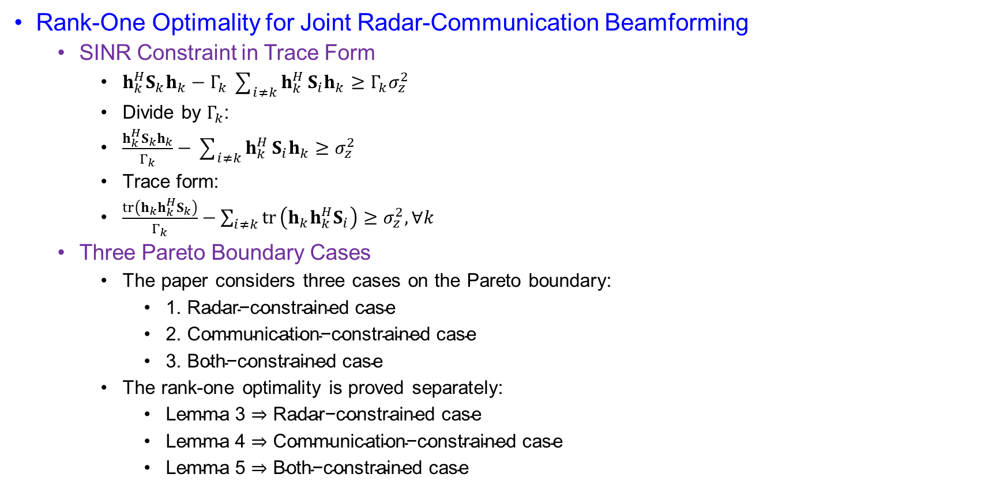 • Rank-One Optimality for Joint Radar-Communication Beamforming
• SINR Constraint in Trace Form
• $\mathbf{h}_k^H \mathbf{S}_k \mathbf{h}_k - \Gamma_k \sum_{i \neq k} \mathbf{h}_k^H \mathbf{S}_i \mathbf{h}_k \geq \Gamma_k \sigma_z^2$
• Divide by $\Gamma_k$:
• $\frac{\mathbf{h}_k^H \mathbf{S}_k \mathbf{h}_k}{\Gamma_k} - \sum_{i \neq k} \mathbf{h}_k^H \mathbf{S}_i \mathbf{h}_k \geq \sigma_z^2$
• Trace form:
• $\frac{\mathrm{tr}(\mathbf{h}_k \mathbf{h}_k^H \mathbf{S}_k)}{\Gamma_k} - \sum_{i \neq k} \mathrm{tr}(\mathbf{h}_k \mathbf{h}_k^H \mathbf{S}_i) \geq \sigma_z^2, \forall k$
• Three Pareto Boundary Cases
• The paper considers three cases on the Pareto boundary:
• 1. Radar−constrained case
• 2. Communication−constrained case
• 3. Both−constrained case
• The rank-one optimality is proved separately:
• Lemma 3 ⇒ Radar−constrained case
• Lemma 4 ⇒ Communication−constrained case
• Lemma 5 ⇒ Both−constrained case